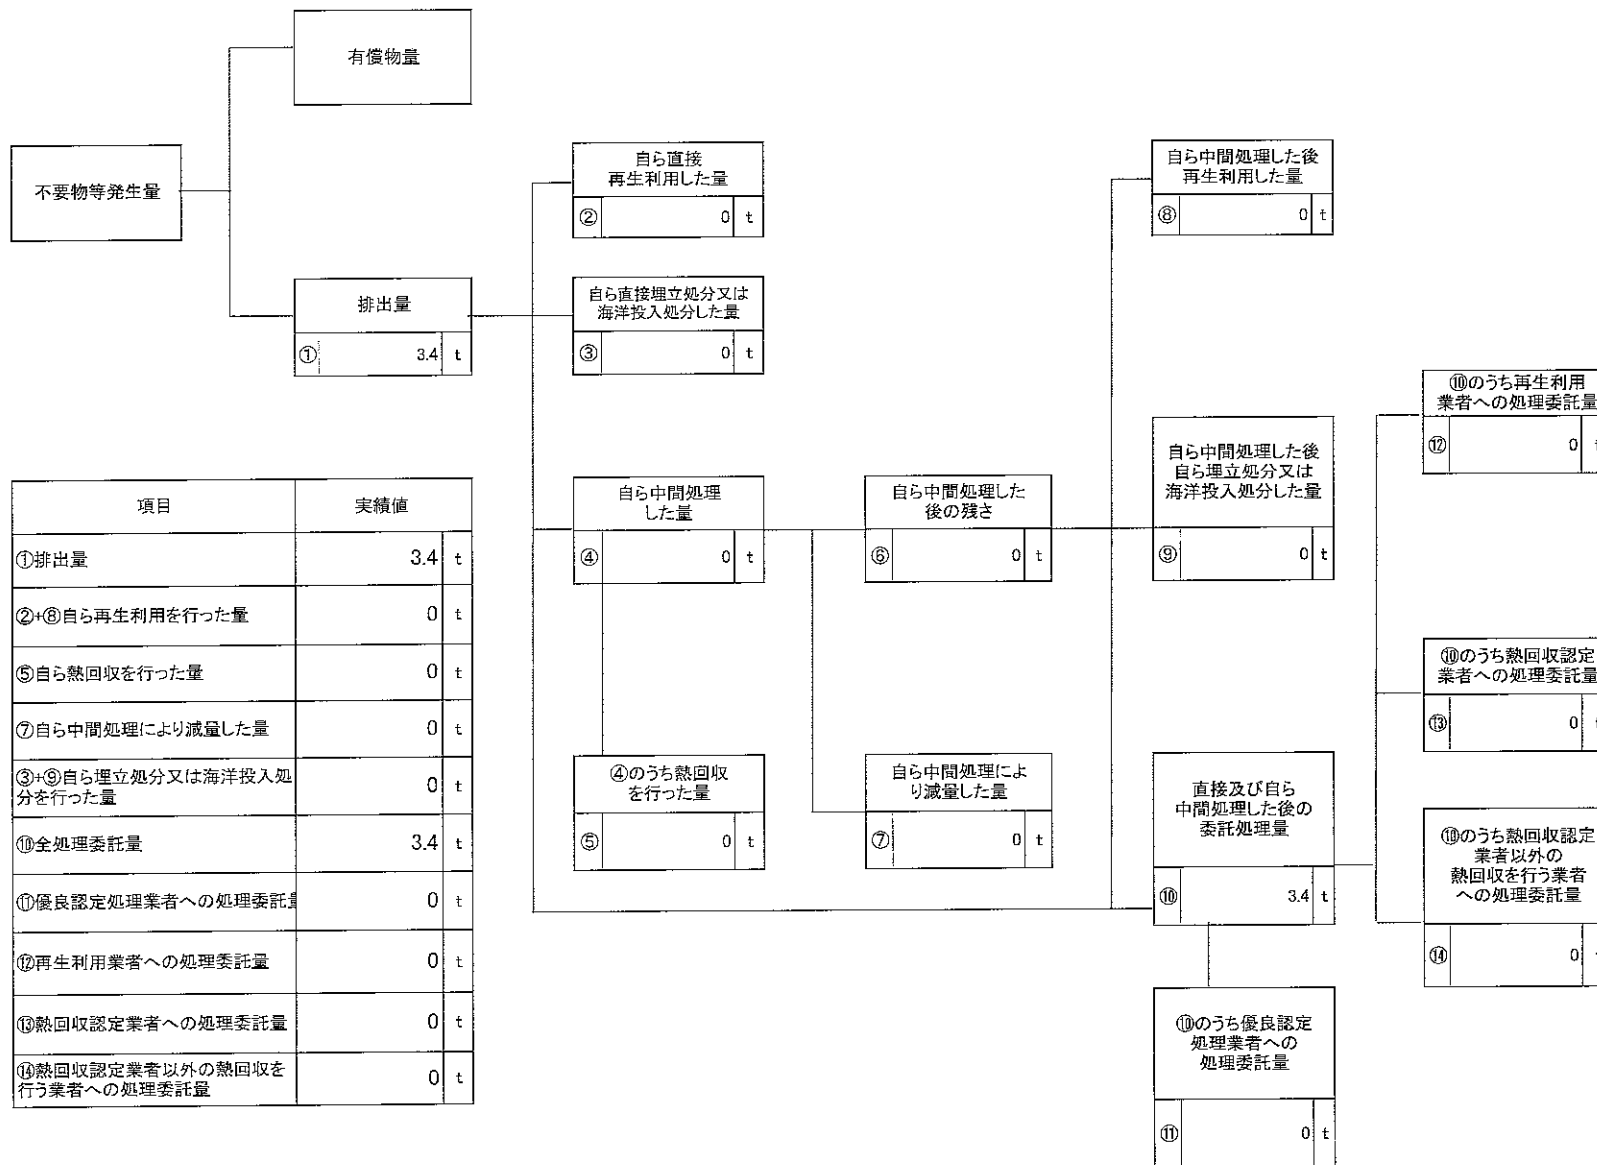 有償物量
不要物等発生量
排出量
① 3.4 t
自ら直接
再生利用した量
② 0 t
自ら直接埋立処分又は
海洋投入処分した量
③ 0 t
自ら中間処理
した量
④ 0 t
④のうち熱回収
を行った量
⑤ 0 t
自ら中間処理した
後の残さ
⑥ 0 t
自ら中間処理によ
り減量した量
⑦ 0 t
自ら中間処理した後
再生利用した量
⑧ 0 t
自ら中間処理した後
自ら埋立処分又は
海洋投入処分した量
⑨ 0 t
直接及び自ら
中間処理した後の
委託処理量
⑩ 3.4 t
⑩のうち優良認定
処理業者への
処理委託量
⑪ 0 t
⑩のうち再生利用
業者への処理委託量
⑫ 0 t
⑩のうち熱回収認定
業者への処理委託量
⑬ 0 t
⑩のうち熱回収認定
業者以外の
熱回収を行う業者
への処理委託量
⑭ 0
項目 実績値
①排出量 3.4 t
②+⑧自ら再生利用を行った量 0 t
⑤自ら熱回収を行った量 0 t
⑦自ら中間処理により減量した量 0 t
③+⑨自ら埋立処分又は海洋投入処
分を行った量 0 t
⑩全処理委託量 3.4 t
⑪優良認定処理業者への処理委託量 0 t
⑫再生利用業者への処理委託量 0 t
⑬熱回収認定業者への処理委託量 0 t
⑭熱回収認定業者以外の熱回収を
行う業者への処理委託量 0 t